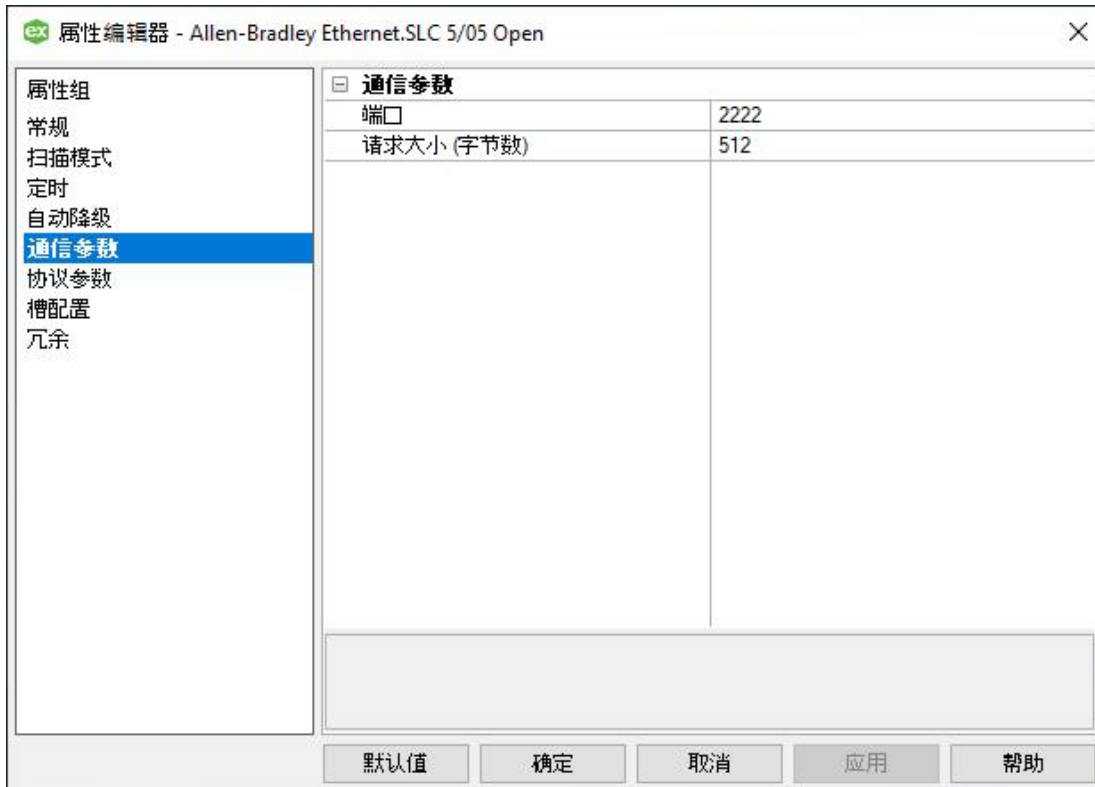 ex 属性编辑器 - Allen-Bradley Ethernet.SLC 5/05 Open
属性组
常规
扫描模式
定时
自动降级
通信参数
协议参数
槽配置
冗余
通信参数
端口 2222
请求大小 (字节数) 512
默认值 确定 取消 应用 帮助